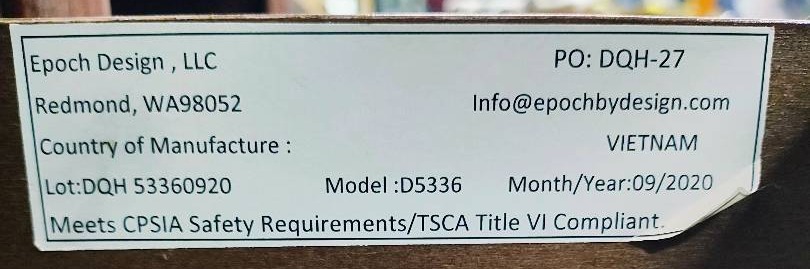 Epoch Design , LLC PO: DQH-27
Redmond, WA98052 Info@epochbydesign.com
Country of Manufacture : VIETNAM
Lot:DQH 53360920 Model :D5336 Month/Year:09/2020
Meets CPSIA Safety Requirements/TSCA Title VI Compliant.